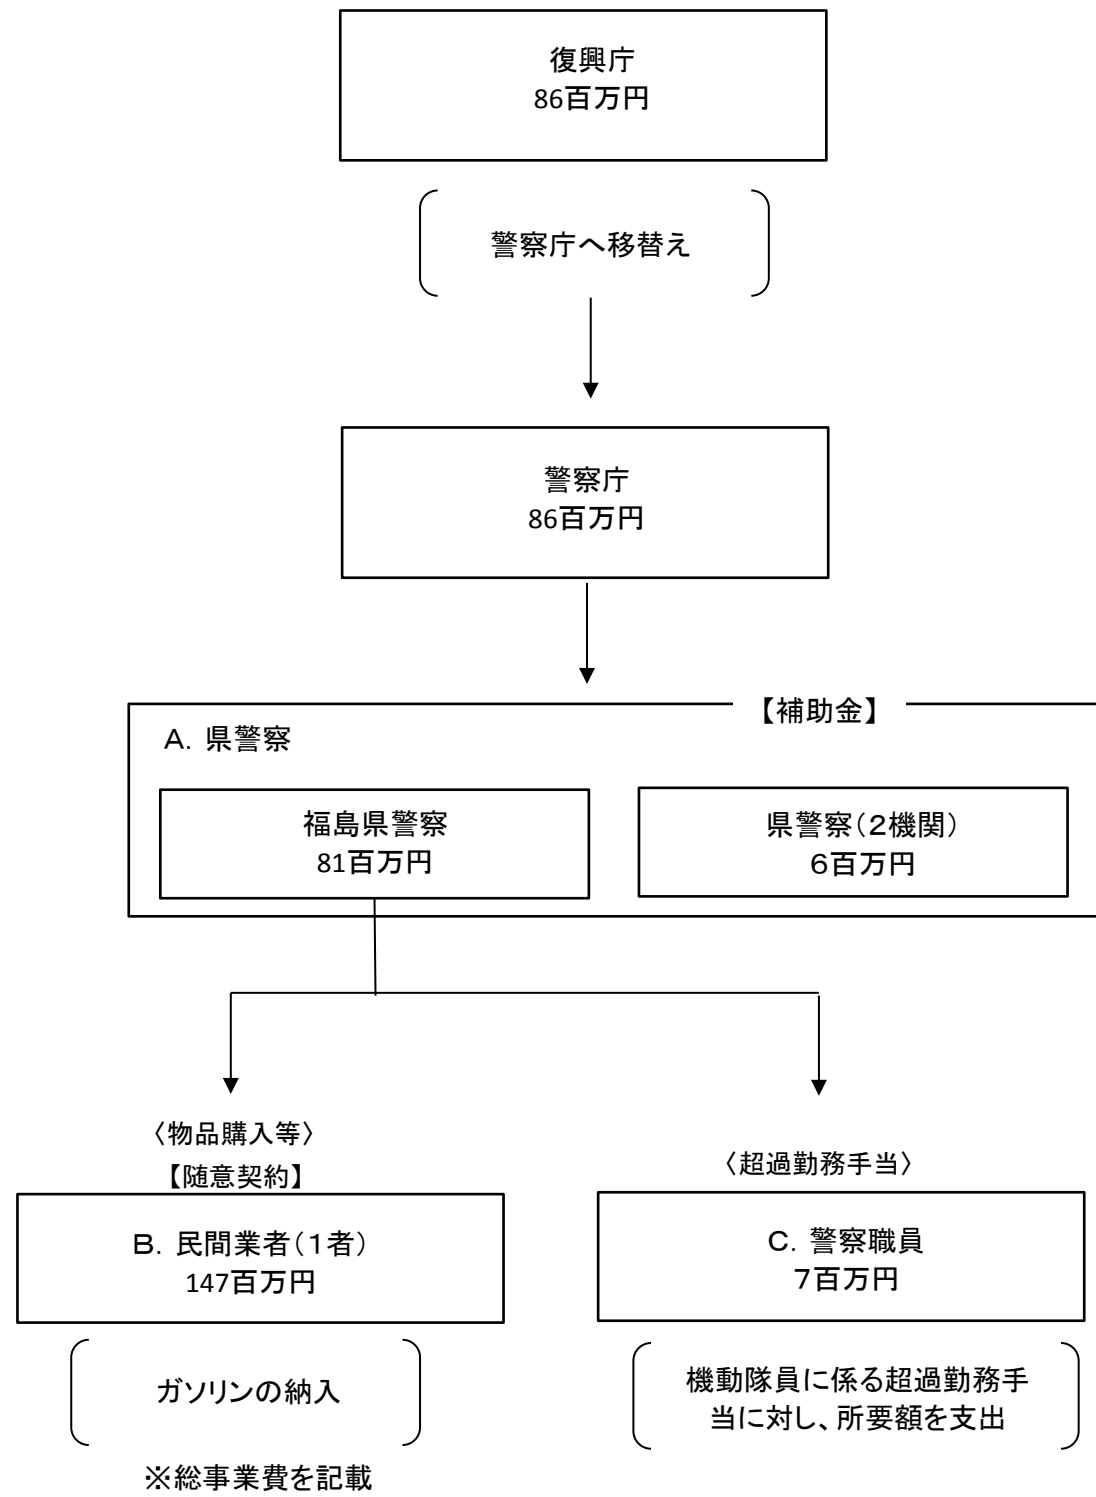 復興庁
86百万円
警察庁へ移替え
警察庁
86百万円
【補助金】
A. 県警察
福島県警察
81百万円
県警察（２機関）
６百万円
〈物品購入等〉
【随意契約】
B. 民間業者（１者）
147百万円
ガソリンの納入
※総事業費を記載
〈超過勤務手当〉
C. 警察職員
７百万円
機動隊員に係る超過勤務手
当に対し、所要額を支出